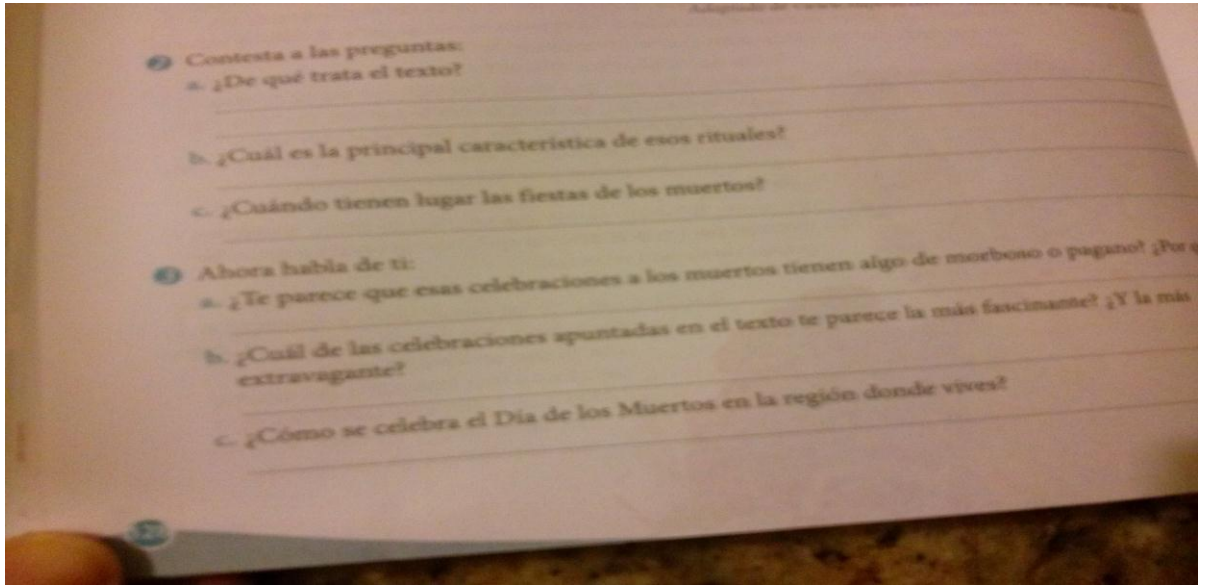 2 Contesta a las preguntas:
a. ¿De qué trata el texto?
b. ¿Cuál es la principal característica de esos rituales?
c. ¿Cuándo tienen lugar las fiestas de los muertos?
3 Ahora habla de ti:
a. ¿Te parece que esas celebraciones a los muertos tienen algo de morboso o pagano? ¿Por
b. ¿Cuál de las celebraciones apuntadas en el texto te parece la más fascinante? ¿Y la más
extravagante?
c. ¿Cómo se celebra el Día de los Muertos en la región donde vives?